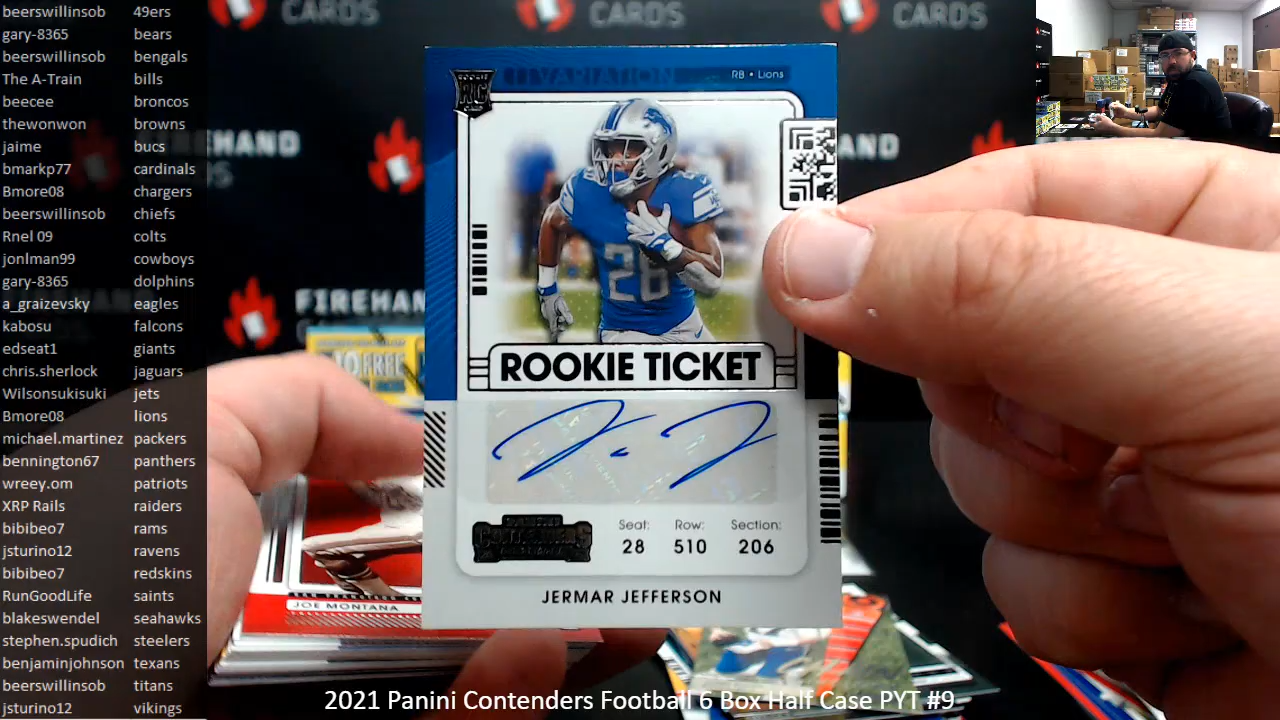 beerswillinsob 49ers
gary-8365 bears
beerswillinsob bengals
The A-Train bills
beecee broncos
thewonwon browns
jaime bucs
bmarkp77 cardinals
Bmore08 chargers
beerswillinsob chiefs
Rnel 09 colts
jonlman99 cowboys
gary-8365 dolphins
a_graizevsky eagles
kabosu falcons
edseat1 giants
chris.sherlock jaguars
Wilsonsukisuki jets
Bmore08 lions
michael.martinez packers
bennington67 panthers
wreey.om patriots
XRP Rails raiders
bibibeo7 rams
jsturino12 ravens
bibibeo7 redskins
RunGoodLife saints
blakeswendel seahawks
stephen.spudich steelers
benjaminjohnson texans
beerswillinsob titans
jsturino12 vikings
CARDS
CARDS
CARDS
VARIATION
RB • Lions
RC
FIREHAND
26
ROOKIE TICKET
PANINI
CONTENDERS
Seat: Row: Section:
28 510 206
JERMAR JEFFERSON
JOE MONTANA
2021 Panini Contenders Football 6 Box Half Case PYT #9